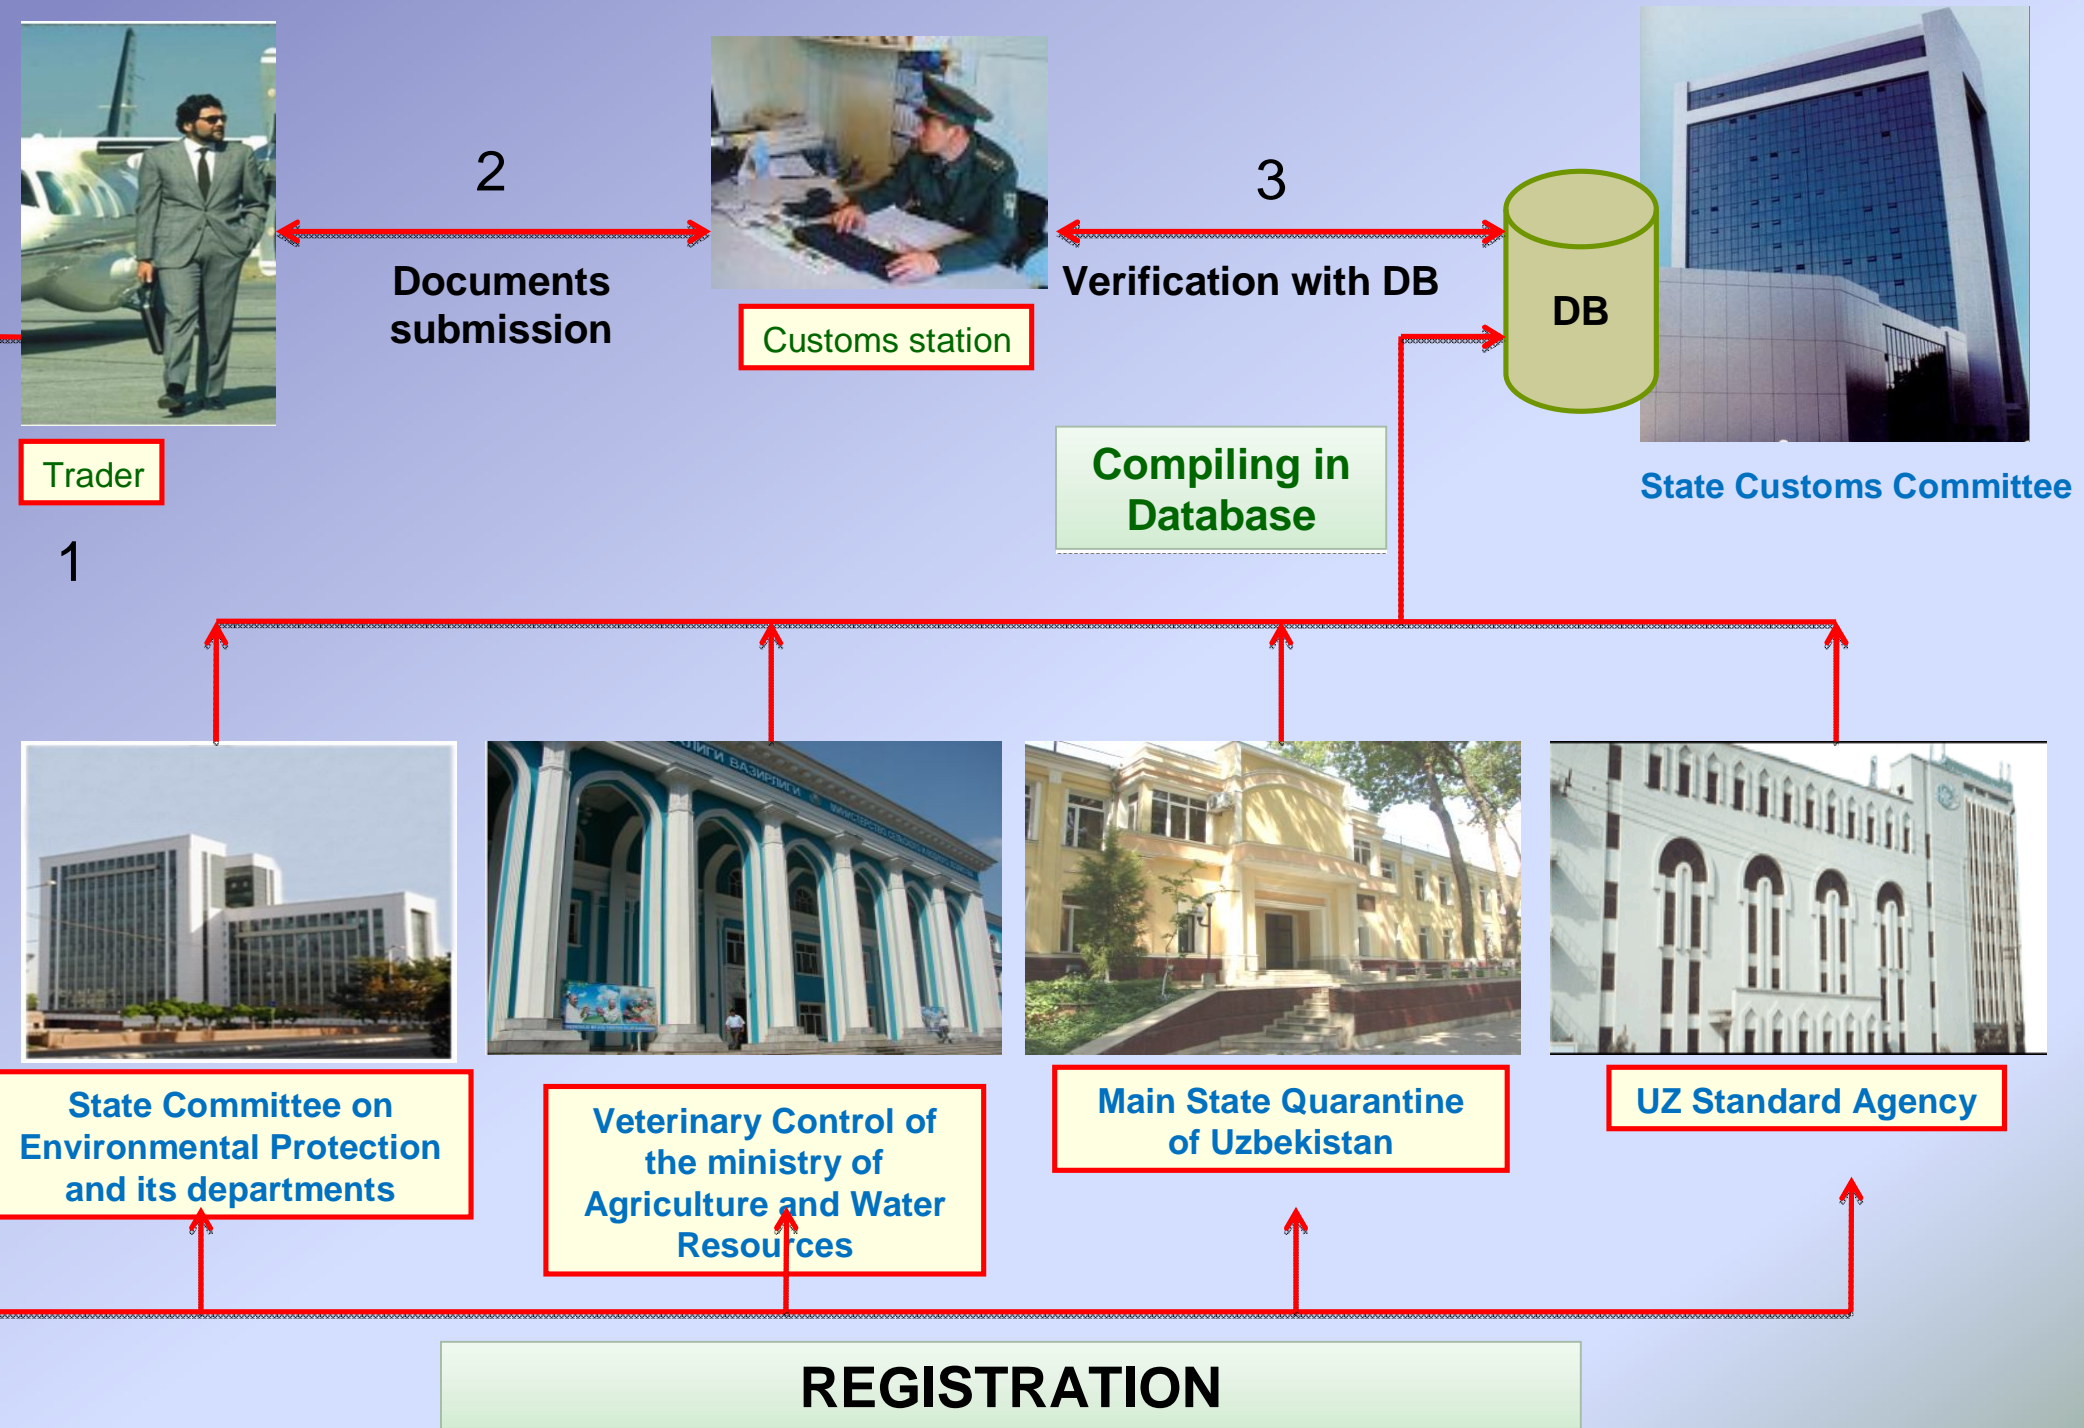 2
3
Documents
submission
Verification with DB
DB
Customs station
Trader
Compiling in
Database
State Customs Committee
1
ВАЗИРЛИГИ
State Committee on
Environmental Protection
and its departments
Veterinary Control of
the ministry of
Agriculture and Water
Resources
Main State Quarantine
of Uzbekistan
UZ Standard Agency
REGISTRATION